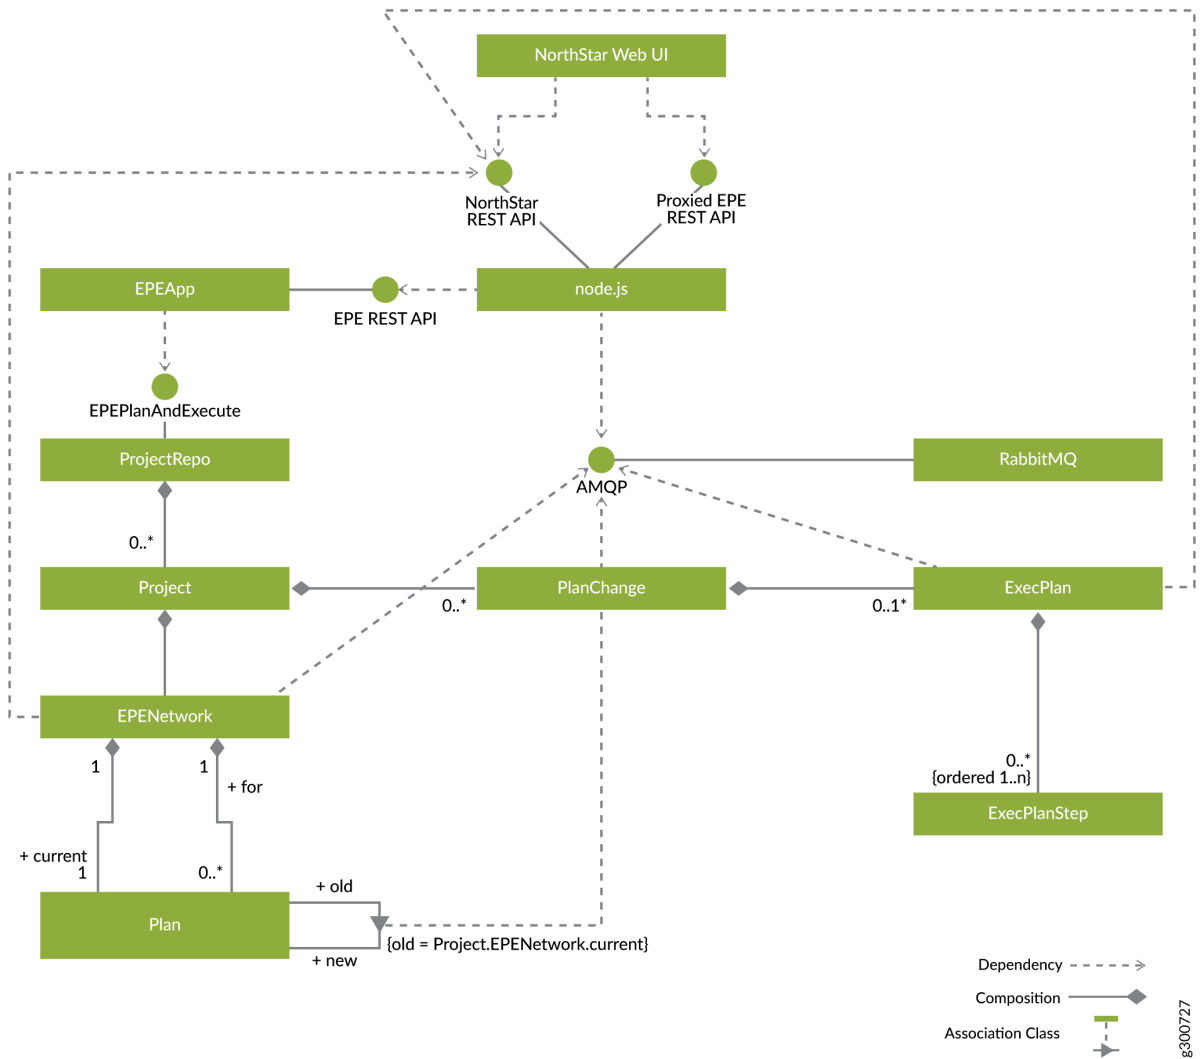 NorthStar Web UI
NorthStar
REST API
Proxied EPE
REST API
EPEApp
node.js
EPE REST API
EPEPlanAndExecute
ProjectRepo
RabbitMQ
AMQP
0..*
Project
PlanChange
ExecPlan
0..*
0..1*
EPENetwork
1
1
+ for
0..*
{ordered 1..n}
ExecPlanStep
+ current
1
0..*
+ old
Plan
{old = Project.EPENetwork.current}
+ new
Dependency
Composition
Association Class
g300727